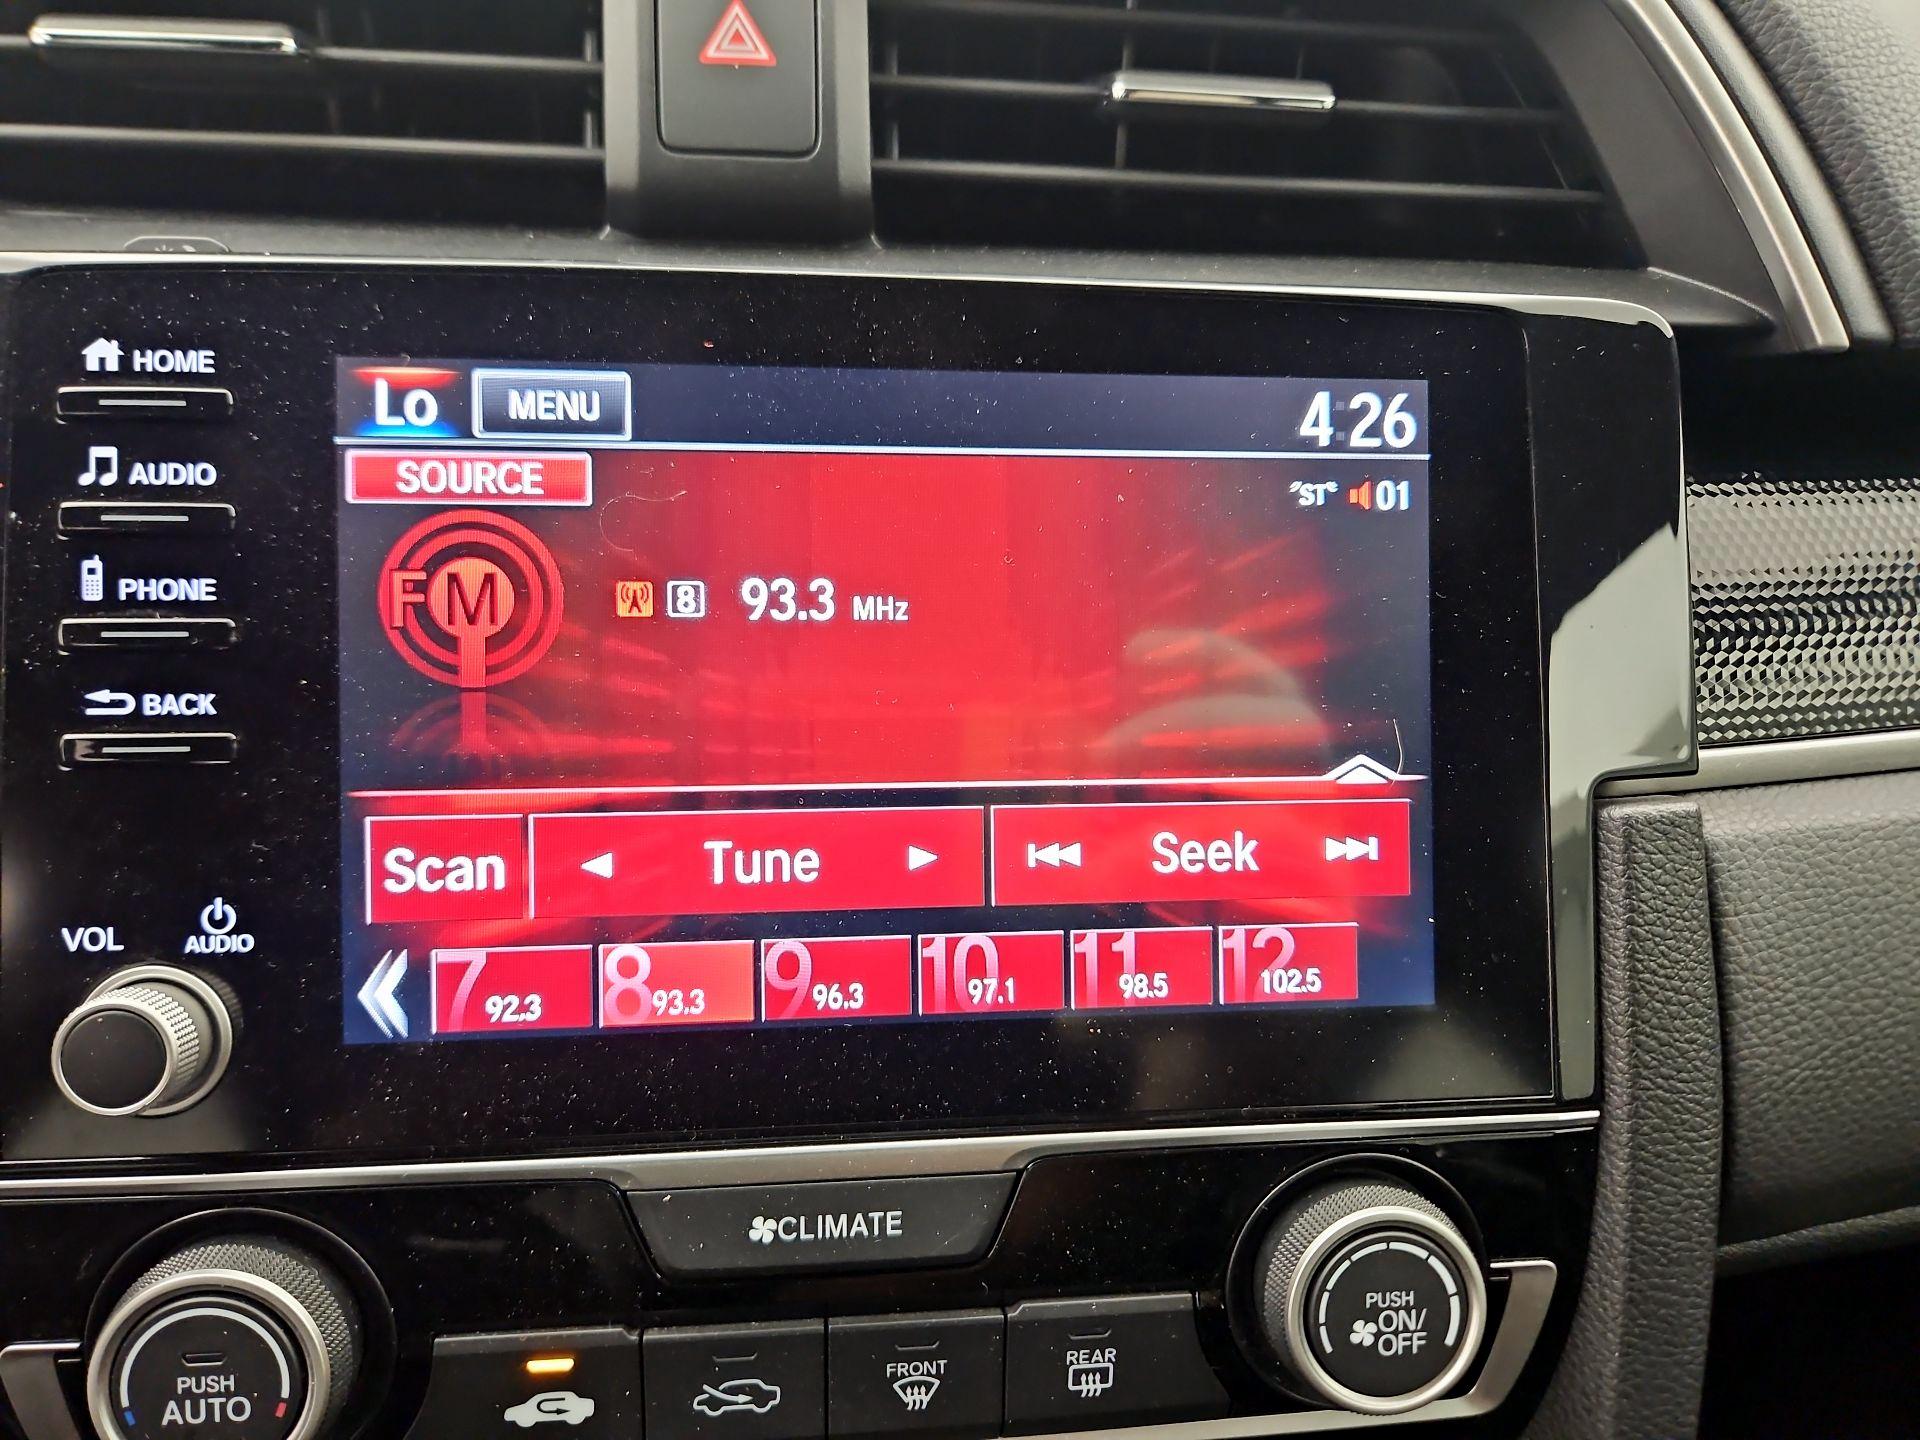 HOME
AUDIO
PHONE
BACK
VOL
AUDIO
Lo MENU 4:26
SOURCE
"ST" 01
FM
8 93.3 MHz
Scan Tune Seek
7 92.3 8 93.3 9 96.3 10 97.1 11 98.5 12 102.5
CLIMATE
PUSH
AUTO
FRONT
REAR
PUSH
ON/
OFF